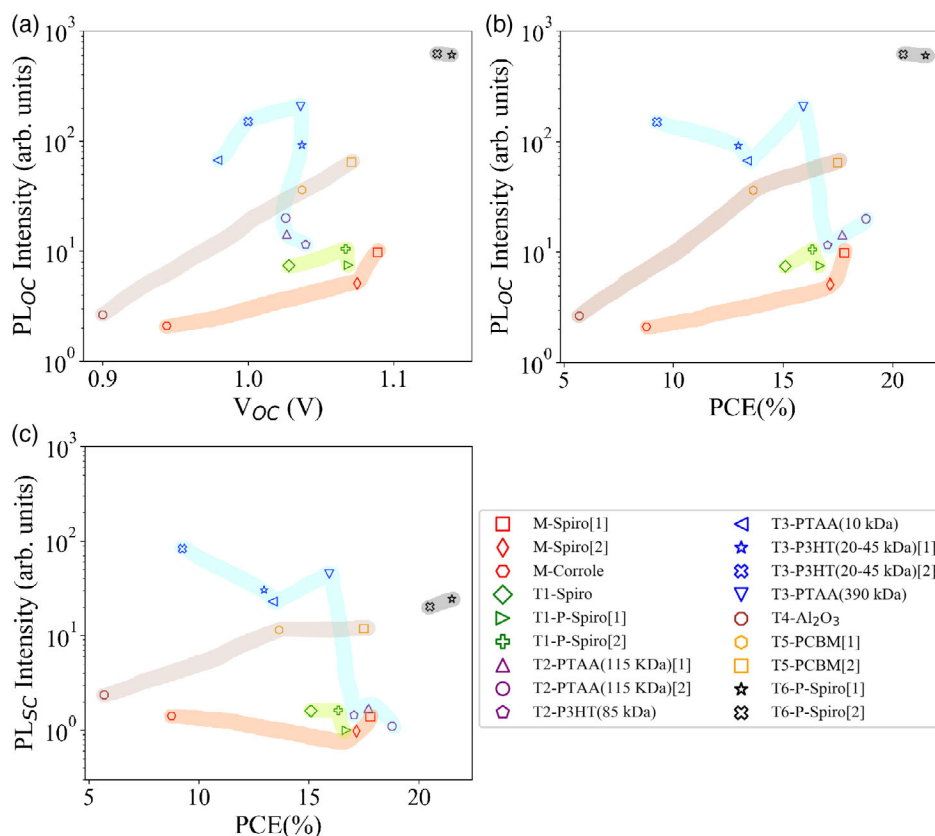 (a)
10³
10²
10¹
10⁰
PL_OC Intensity (arb. units)
0.9 1.0 1.1
V_OC (V)
(b)
10³
10²
10¹
10⁰
PL_OC Intensity (arb. units)
5 10 15 20
PCE(%)
(c)
10³
10²
10¹
10⁰
PL_SC Intensity (arb. units)
5 10 15 20
PCE(%)
M-Spiro[1]
M-Spiro[2]
M-Corrole
T1-Spiro
T1-P-Spiro[1]
T1-P-Spiro[2]
T2-PTAA(115 KDa)[1]
T2-PTAA(115 KDa)[2]
T2-P3HT(85 kDa)
T3-PTAA(10 kDa)
T3-P3HT(20-45 kDa)[1]
T3-P3HT(20-45 kDa)[2]
T3-PTAA(390 kDa)
T4-Al₂O₃
T5-PCBM[1]
T5-PCBM[2]
T6-P-Spiro[1]
T6-P-Spiro[2]